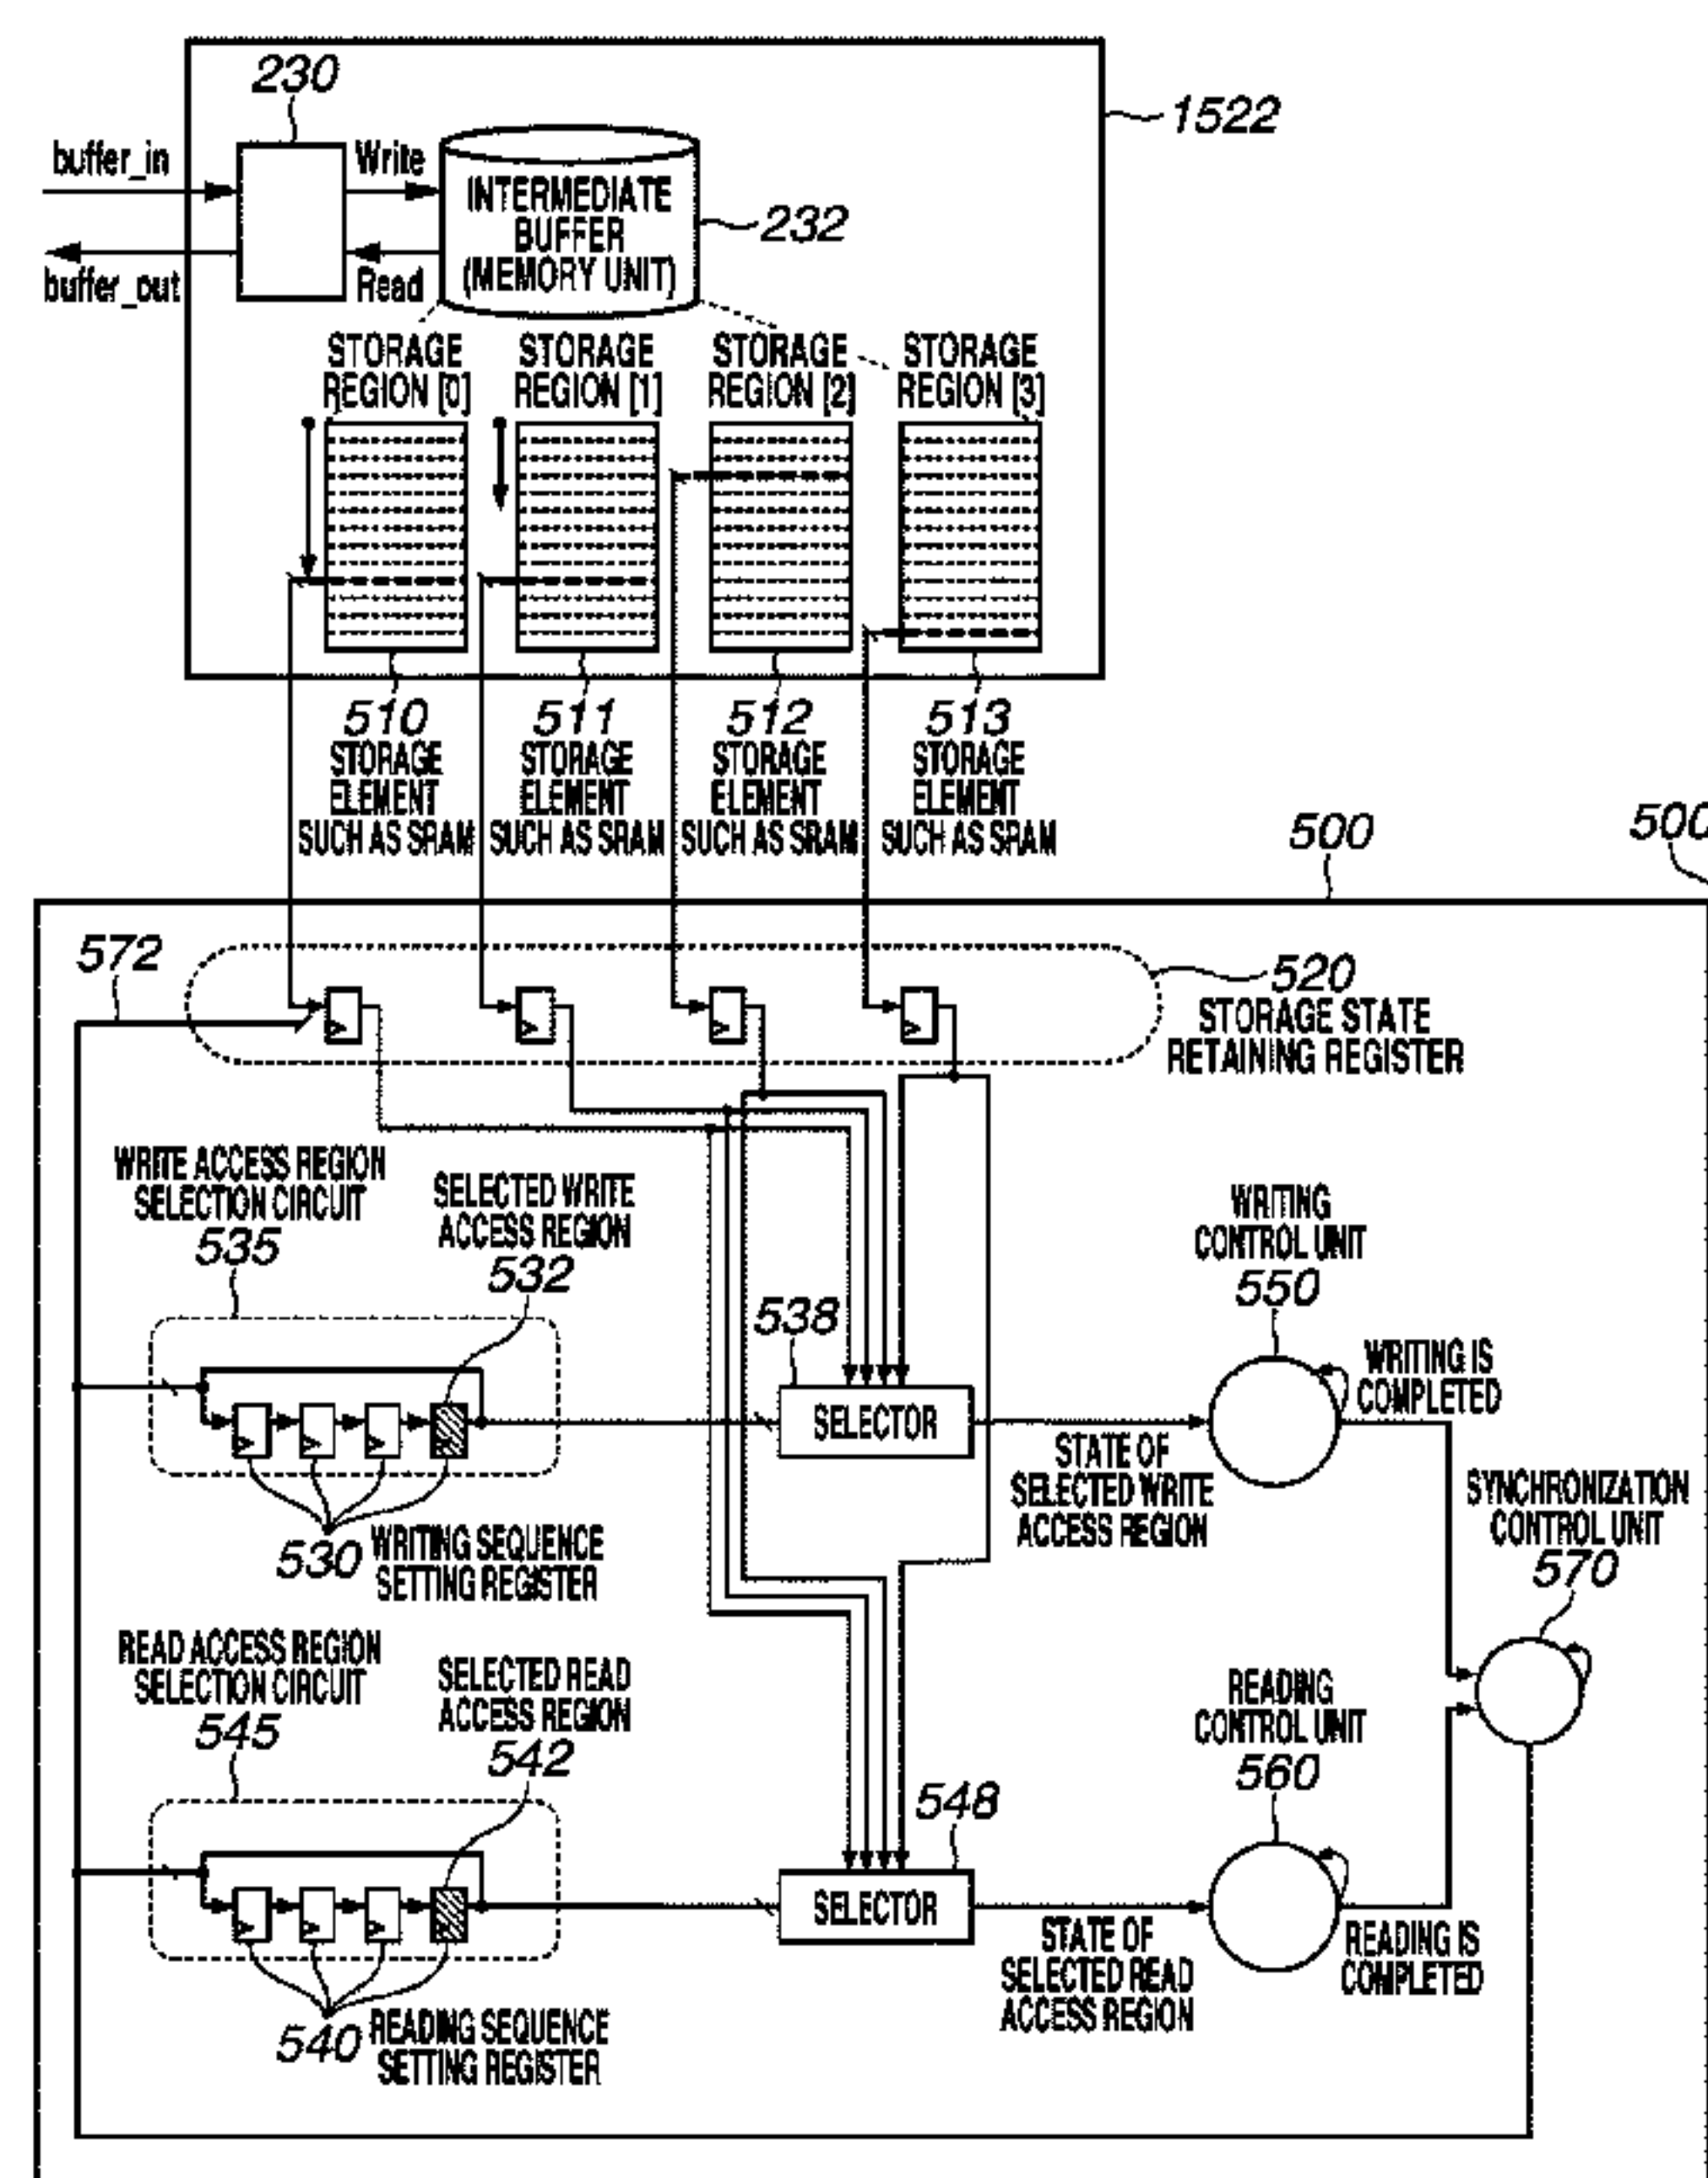 230
1522
buffer_in
Write
INTERMEDIATE
BUFFER
(MEMORY UNIT)
232
buffer_out
Read
STORAGE
REGION [0]
STORAGE
REGION [1]
STORAGE
REGION [2]
STORAGE
REGION [3]
510
STORAGE
ELEMENT
SUCH AS SRAM
511
STORAGE
ELEMENT
SUCH AS SRAM
512
STORAGE
ELEMENT
SUCH AS SRAM
513
STORAGE
ELEMENT
SUCH AS SRAM
500
500
572
520
STORAGE STATE
RETAINING REGISTER
WRITE ACCESS REGION
SELECTION CIRCUIT
535
SELECTED WRITE
ACCESS REGION
532
538
SELECTOR
WRITING
CONTROL UNIT
550
WRITING IS
COMPLETED
STATE OF
SELECTED WRITE
ACCESS REGION
530
WRITING SEQUENCE
SETTING REGISTER
SYNCHRONIZATION
CONTROL UNIT
570
READ ACCESS REGION
SELECTION CIRCUIT
545
SELECTED READ
ACCESS REGION
542
548
SELECTOR
READING
CONTROL UNIT
560
READING IS
COMPLETED
STATE OF
SELECTED READ
ACCESS REGION
540
READING SEQUENCE
SETTING REGISTER